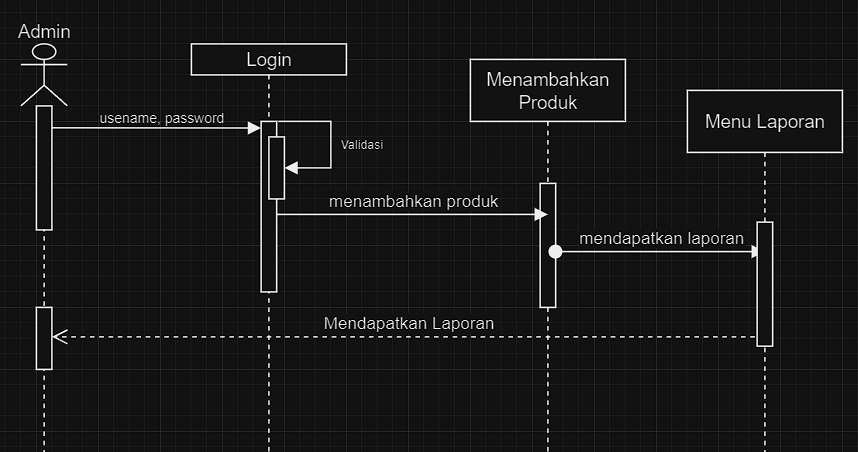 Admin
Login
Menambahkan
Produk
Menu Laporan
usename, password
Validasi
menambahkan produk
mendapatkan laporan
Mendapatkan Laporan